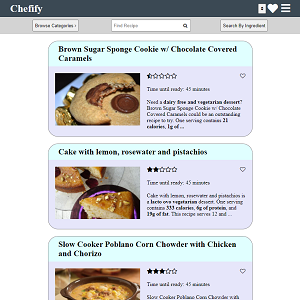 Chefify
0
Browse Categories
Find Recipe
Search By Ingredient
Brown Sugar Sponge Cookie w/ Chocolate Covered
Caramels
Time until ready: 45 minutes
Need a dairy free and vegetarian dessert?
Brown Sugar Sponge Cookie w/ Chocolate
Covered Caramels could be an outstanding
recipe to try. One serving contains 21
calories, 1g of ...
Cake with lemon, rosewater and pistachios
Time until ready: 45 minutes
Cake with lemon, rosewater and pistachios is
a lacto ovo vegetarian dessert. One serving
contains 333 calories, 6g of protein, and
19g of fat. This recipe serves 12 and ...
Slow Cooker Poblano Corn Chowder with Chicken
and Chorizo
Time until ready: 45 minutes
Slow Cooker Poblano Corn Chowder with